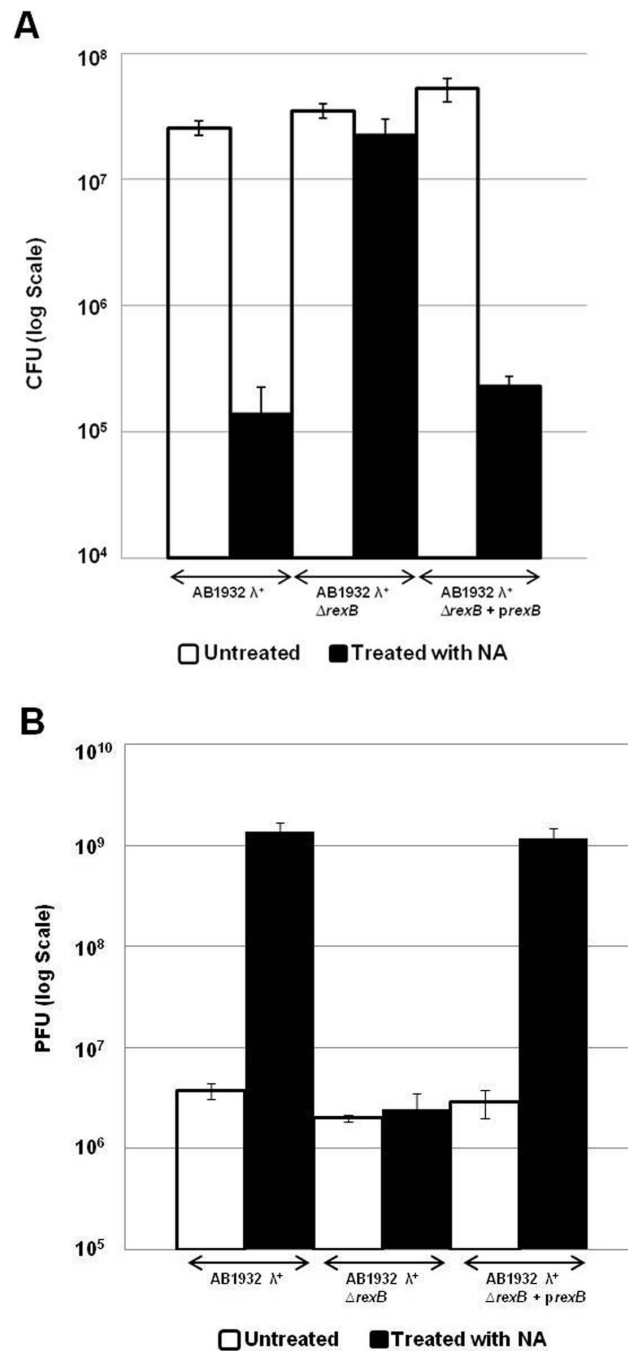 A
CFU (log Scale)
10⁸
10⁷
10⁶
10⁵
10⁴
AB1932 λ⁺
AB1932 λ⁺
ΔrexB
AB1932 λ⁺
ΔrexB + prexB
Untreated
Treated with NA
B
PFU (log Scale)
10¹⁰
10⁹
10⁸
10⁷
10⁶
10⁵
AB1932 λ⁺
AB1932 λ⁺
ΔrexB
AB1932 λ⁺
ΔrexB + prexB
Untreated
Treated with NA